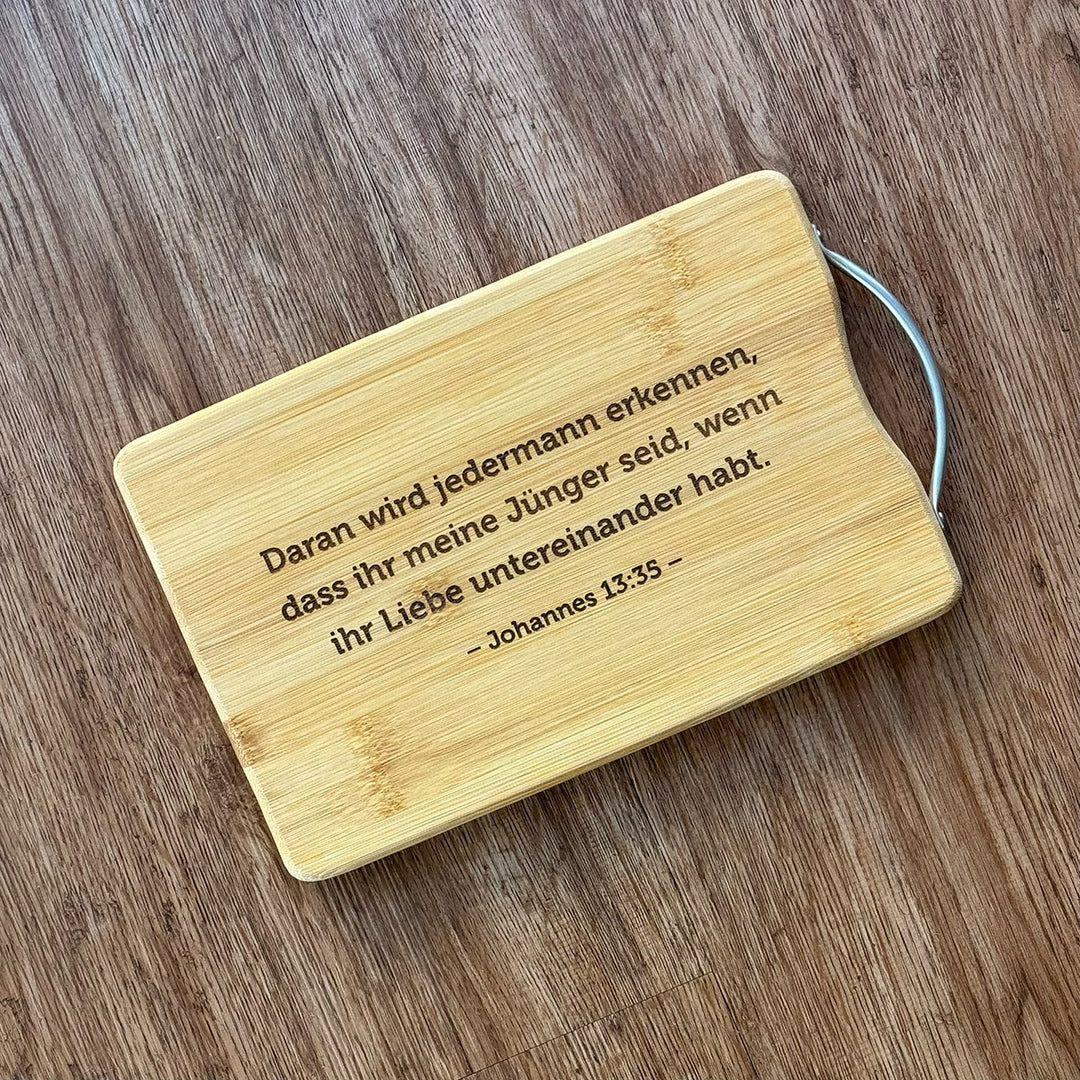 Daran wird jedermann erkennen,
dass ihr meine Jünger seid, wenn
ihr Liebe untereinander habt.
– Johannes 13:35 –